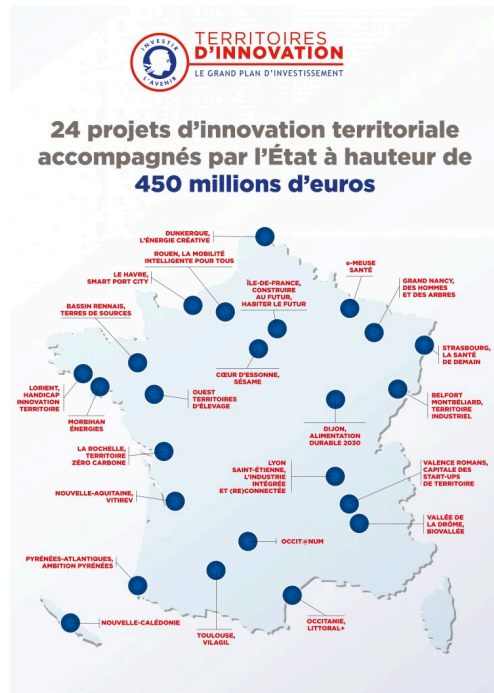 INVESTIR
L'AVENIR
TERRITOIRES
D'INNOVATION
LE GRAND PLAN D'INVESTISSEMENT
24 projets d'innovation territoriale
accompagnés par l'État à hauteur de
450 millions d'euros
DUNKERQUE,
L'ÉNERGIE CRÉATIVE
ROUEN, LA MOBILITÉ
INTELLIGENTE POUR TOUS
LE HAVRE,
SMART PORT CITY
ÎLE-DE-FRANCE,
CONSTRUIRE
AU FUTUR,
HABITER LE FUTUR
e-MEUSE
SANTÉ
GRAND NANCY,
DES HOMMES
ET DES ARBRES
BASSIN RENNAIS,
TERRES DE SOURCES
STRASBOURG,
LA SANTÉ
DE DEMAIN
CŒUR D'ESSONNE,
SÉSAME
LORIENT,
HANDICAP
INNOVATION
TERRITOIRE
OUEST
TERRITOIRES
D'ÉLEVAGE
BELFORT
MONTBÉLIARD,
TERRITOIRE
INDUSTRIEL
MORBIHAN
ÉNERGIES
DIJON,
ALIMENTATION
DURABLE 2030
LA ROCHELLE,
TERRITOIRE
ZÉRO CARBONE
LYON
SAINT-ÉTIENNE,
L'INDUSTRIE
INTÉGRÉE
ET (RE)CONNECTÉE
VALENCE ROMANS,
CAPITALE DES
START-UPS
DE TERRITOIRE
NOUVELLE-AQUITAINE,
VITIREV
VALLÉE DE
LA DRÔME,
BIOVALLÉE
OCCIT@NUM
PYRÉNÉES-ATLANTIQUES,
AMBITION PYRÉNÉES
NOUVELLE-CALÉDONIE
TOULOUSE,
VILAGIL
OCCITANIE,
LITTORAL+